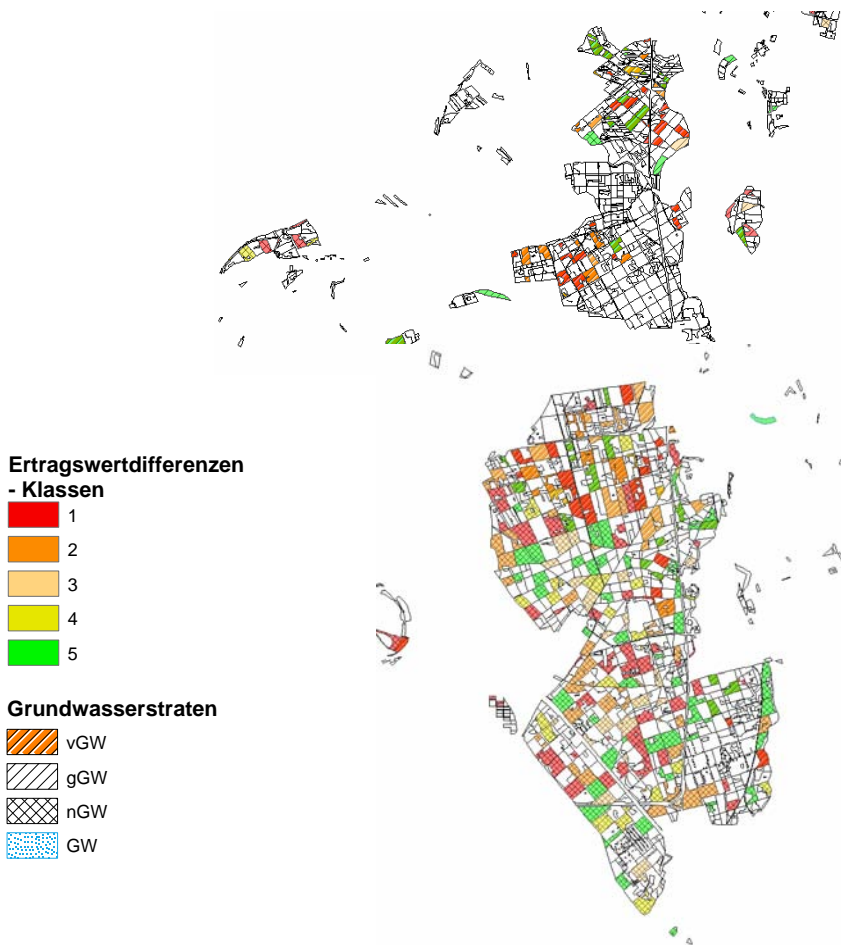 Ertragswertdifferenzen
- Klassen
1
2
3
4
5
Grundwasserstraten
vGW
gGW
nGW
GW